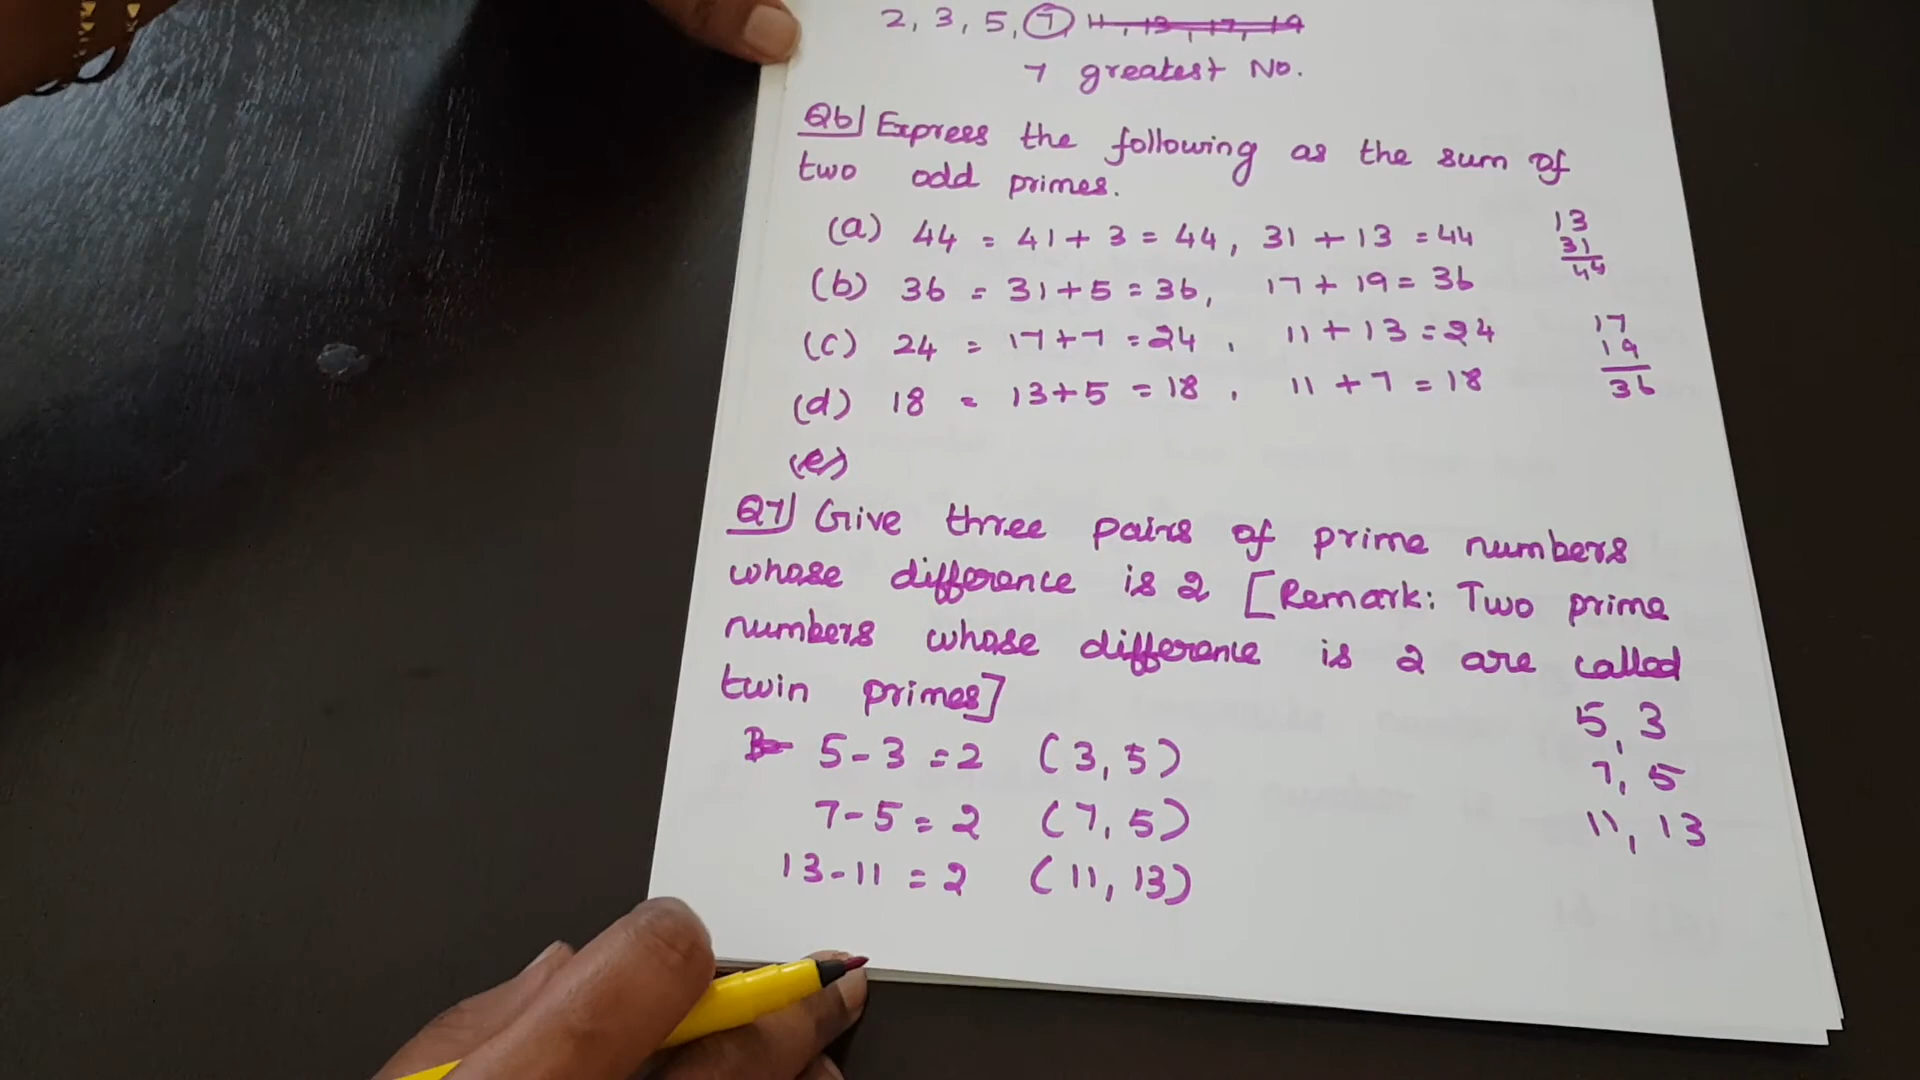 2, 3, 5, 7, 11, 13, 17, 19
7 greatest No.
Q6) Express the following as the sum of
two odd primes.
(a) 44 = 41 + 3 = 44, 31 + 13 = 44
13
31
44
(b) 36 = 31 + 5 = 36, 17 + 19 = 36
(c) 24 = 17 + 7 = 24, 11 + 13 = 24
17
19
36
(d) 18 = 13 + 5 = 18, 11 + 7 = 18
(e)
Q7) Give three pairs of prime numbers
whose difference is 2 [Remark: Two prime
numbers whose difference is 2 are called
twin primes]
5, 3
5 - 3 = 2 (3, 5)
7, 5
7 - 5 = 2 (7, 5)
11, 13
13 - 11 = 2 (11, 13)